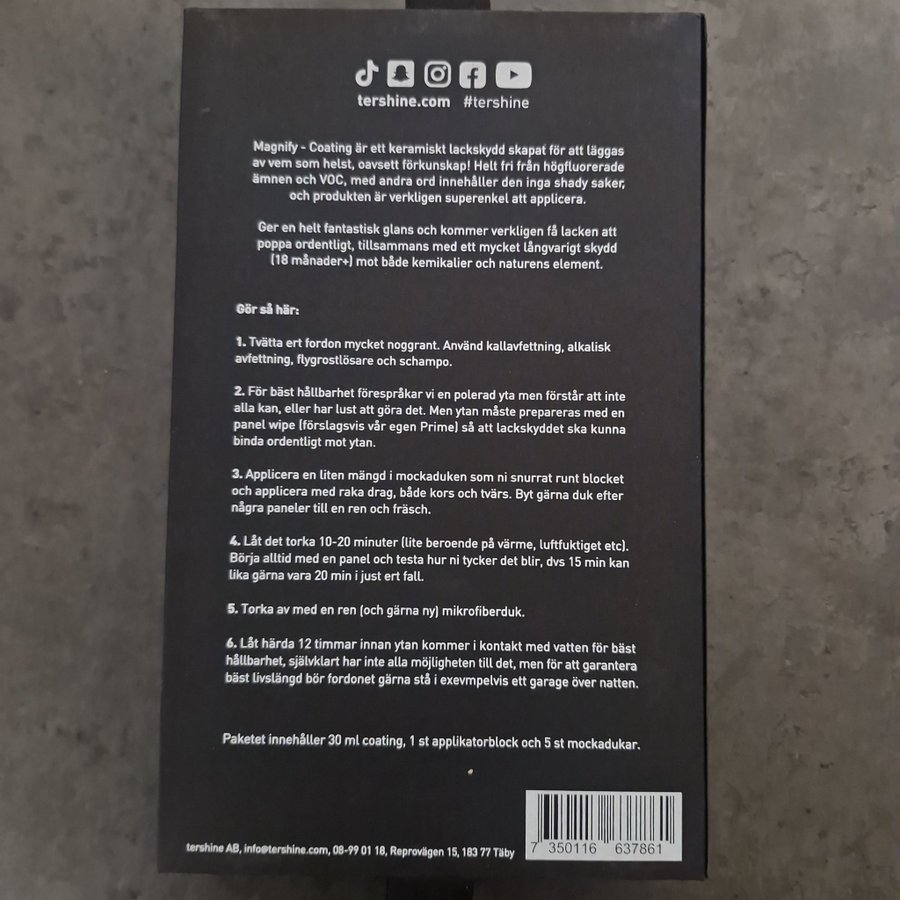 tershine.com #tershine
Magnify - Coating är ett keramiskt lackskydd skapat för att läggas
av vem som helst, oavsett förkunskap! Helt fri från högfluorerade
ämnen och VOC, med andra ord innehåller den inga shady saker,
och produkten är verkligen superenkel att applicera.
Ger en helt fantastisk glans och kommer verkligen få lacken att
poppa ordentligt, tillsammans med ett mycket långvarigt skydd
(18 månader+) mot både kemikalier och naturens element.
Gör så här:
1. Tvätta ert fordon mycket noggrant. Använd kallavfettning, alkalisk
avfettning, flygrostlösare och schampo.
2. För bäst hållbarhet förespråkar vi en polerad yta men förstår att inte
alla kan, eller har lust att göra det. Men ytan måste prepareras med en
panel wipe (förslagsvis vår egen Prime) så att lackskyddet ska kunna
binda ordentligt mot ytan.
3. Applicera en liten mängd i mockaduken som ni snurrat runt blocket
och applicera med raka drag, både kors och tvärs. Byt gärna duk efter
några paneler till en ren och fräsch.
4. Låt det torka 10-20 minuter (lite beroende på värme, luftfuktiget etc).
Börja alltid med en panel och testa hur ni tycker det blir, dvs 15 min kan
lika gärna vara 20 min i just ert fall.
5. Torka av med en ren (och gärna ny) mikrofiberduk.
6. Låt härda 12 timmar innan ytan kommer i kontakt med vatten för bäst
hållbarhet, självklart har inte alla möjligheten till det, men för att garantera
bäst livslängd bör fordonet gärna stå i exevmpelvis ett garage över natten.
Paketet innehåller 30 ml coating, 1 st applikatorblock och 5 st mockadukar.
tershine AB, info@tershine.com, 08-99 01 18, Reprovägen 15, 183 77 Täby
7 350116 637861